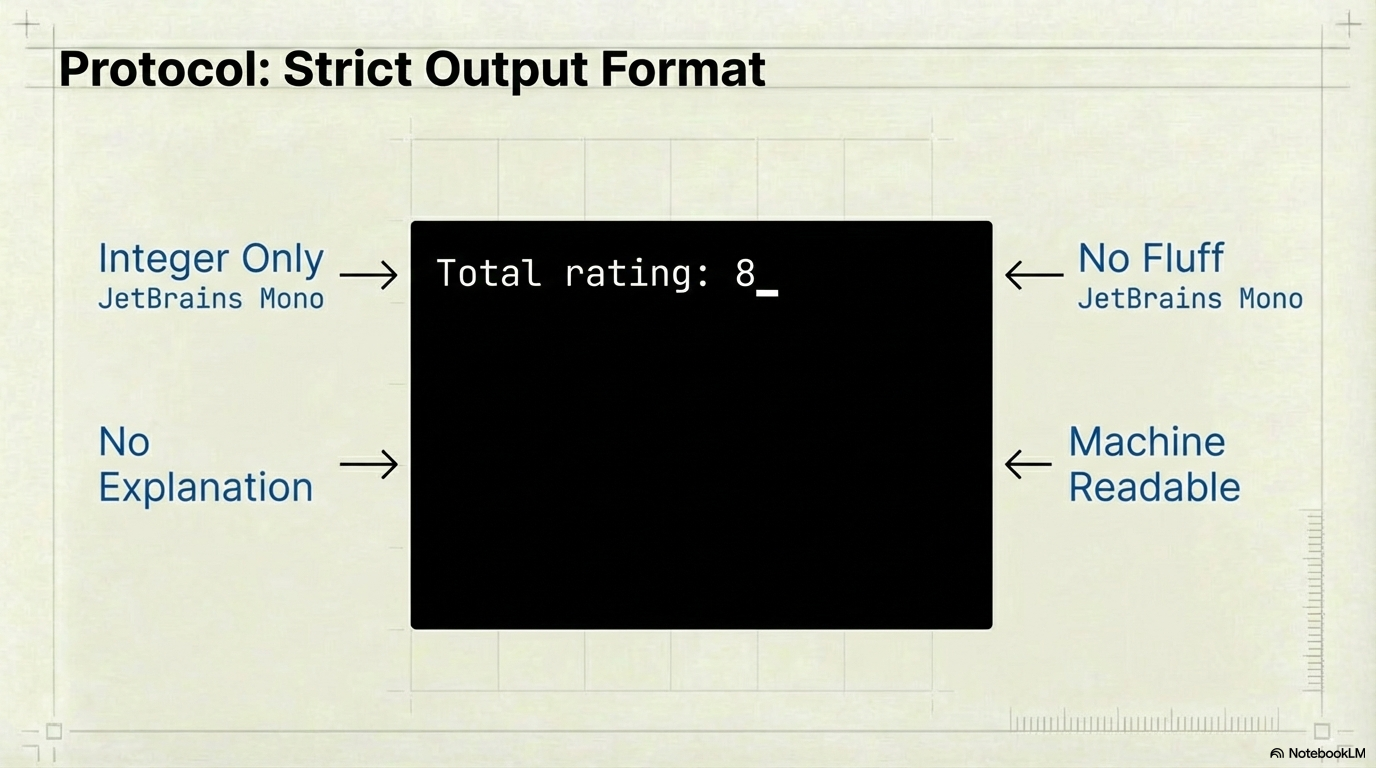 Protocol: Strict Output Format
Integer Only
JetBrains Mono
No
Explanation
Total rating: 8_
No Fluff
JetBrains Mono
Machine
Readable
NotebookLM